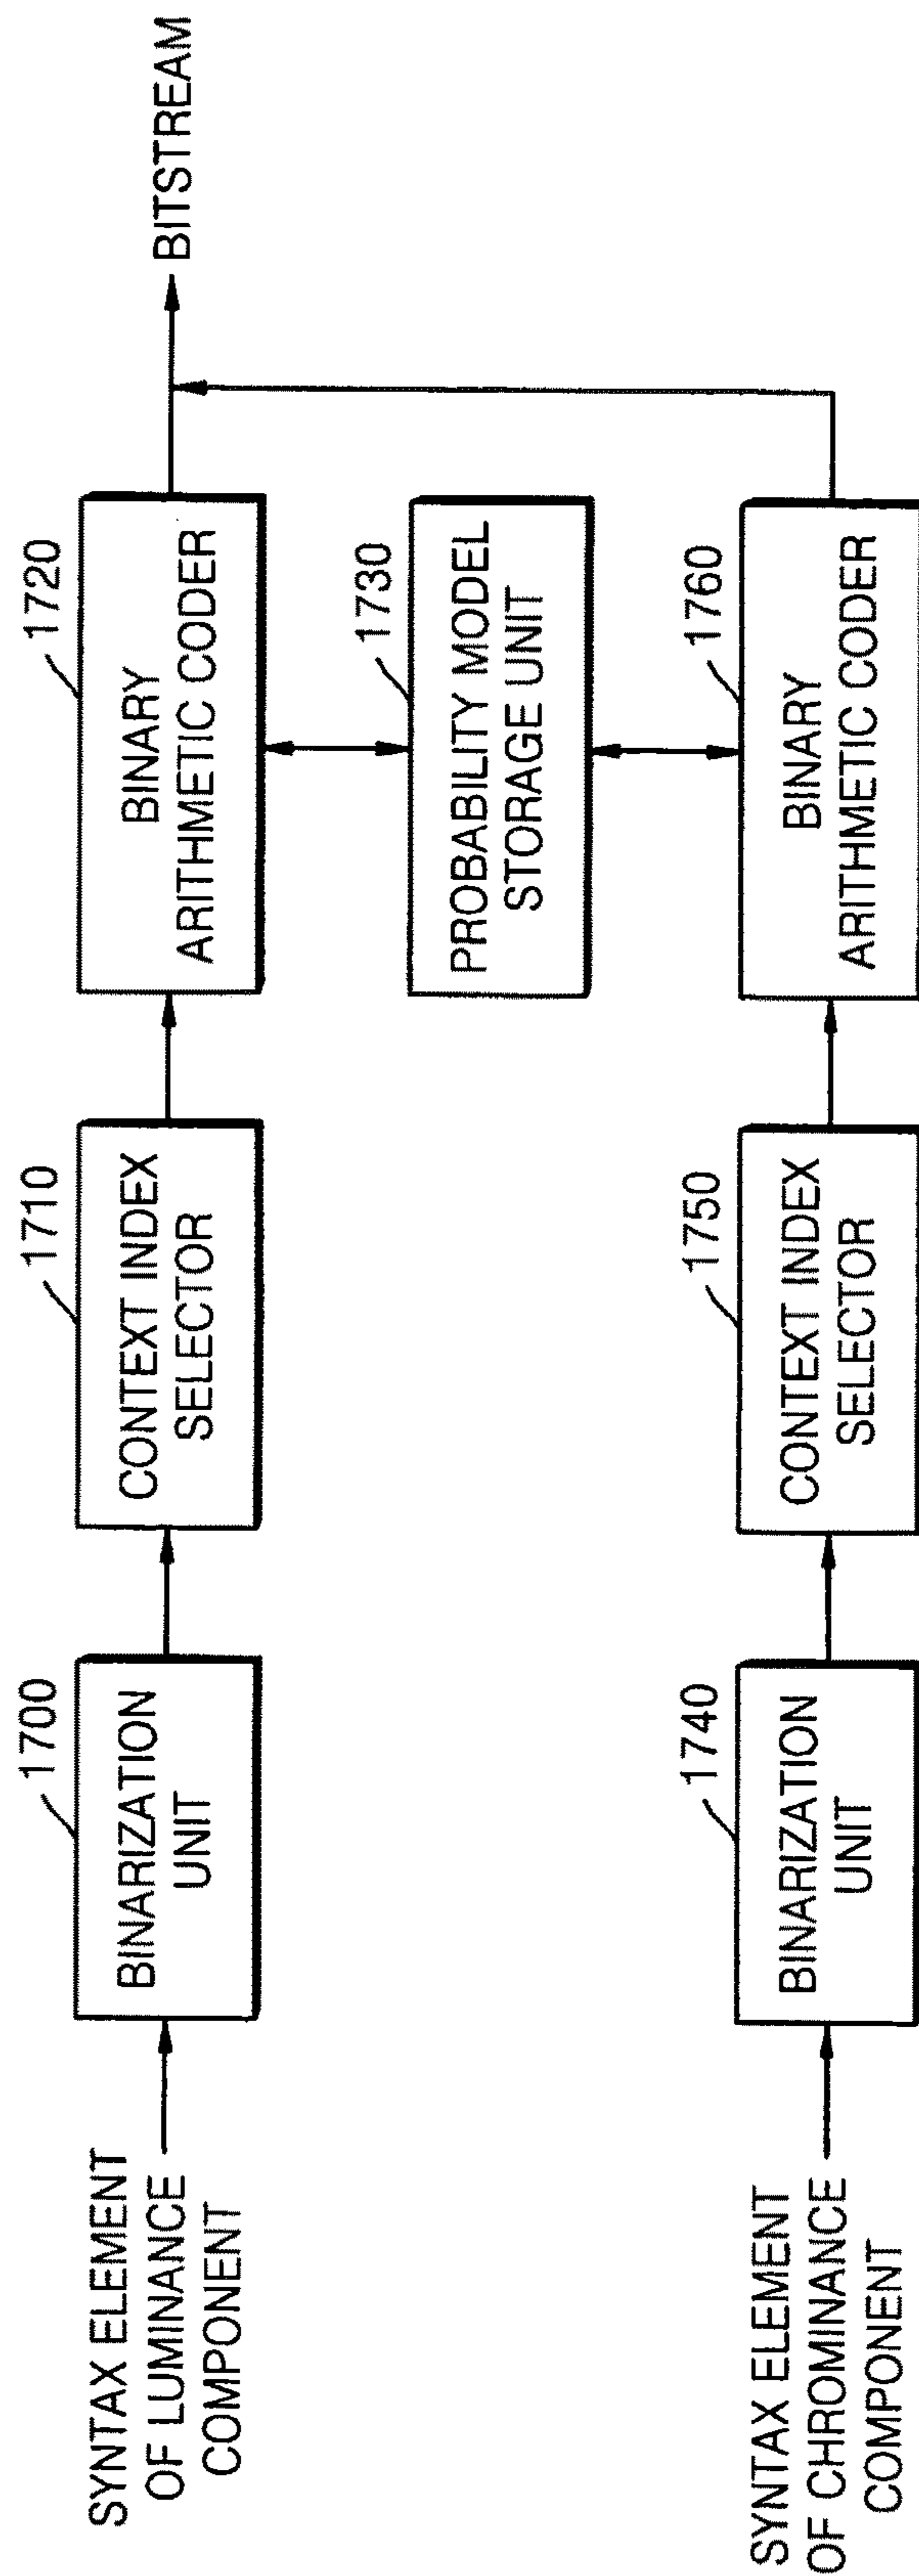 1700
1710
1720
SYNTAX ELEMENT
OF LUMINANCE
COMPONENT
BINARIZATION
UNIT
CONTEXT INDEX
SELECTOR
BINARY
ARITHMETIC CODER
BITSTREAM
1730
PROBABILITY MODEL
STORAGE UNIT
1740
1750
1760
SYNTAX ELEMENT
OF CHROMINANCE
COMPONENT
BINARIZATION
UNIT
CONTEXT INDEX
SELECTOR
BINARY
ARITHMETIC CODER